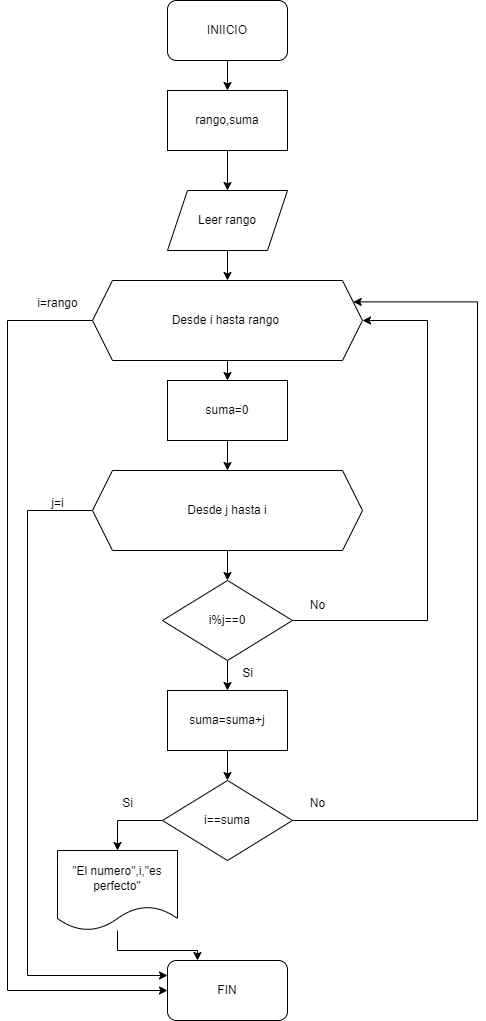 INIICIO
rango,suma
Leer rango
i=rango
Desde i hasta rango
suma=0
j=i
Desde j hasta i
i%j==0
No
Si
suma=suma+j
Si
i==suma
No
"El numero",i,"es
perfecto"
FIN